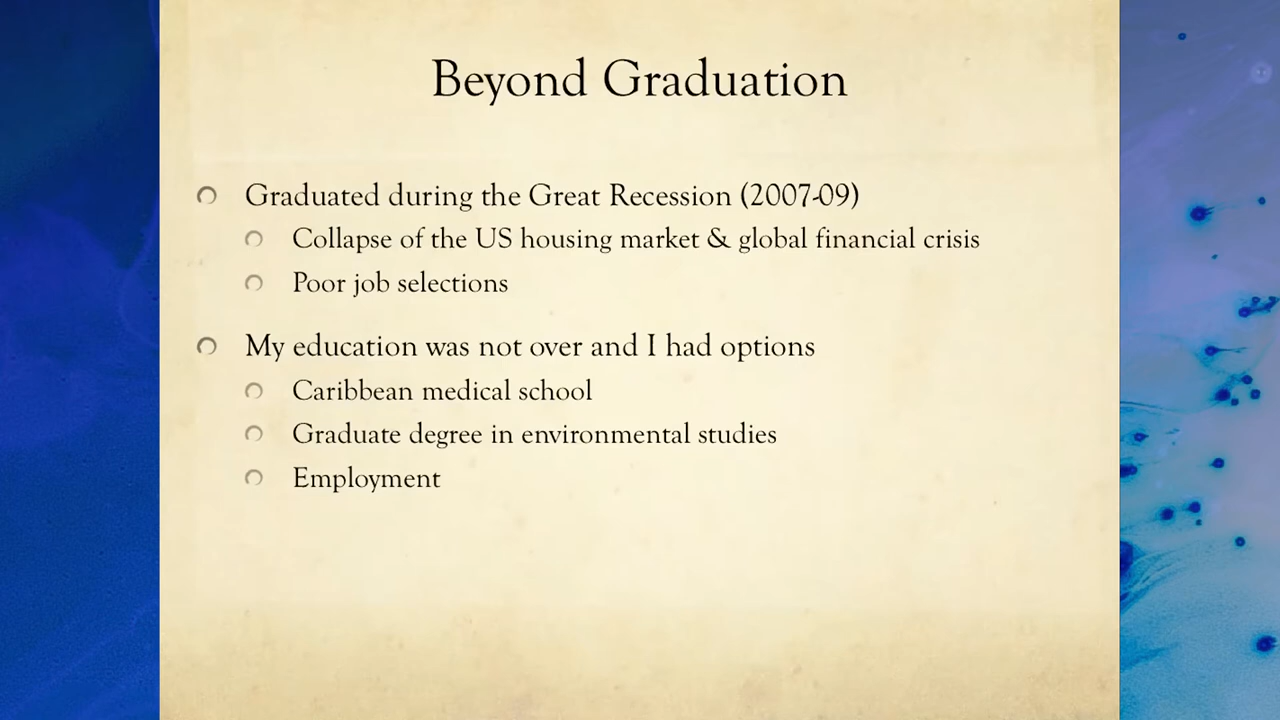 Beyond Graduation
Graduated during the Great Recession (2007-09)
Collapse of the US housing market & global financial crisis
Poor job selections
My education was not over and I had options
Caribbean medical school
Graduate degree in environmental studies
Employment